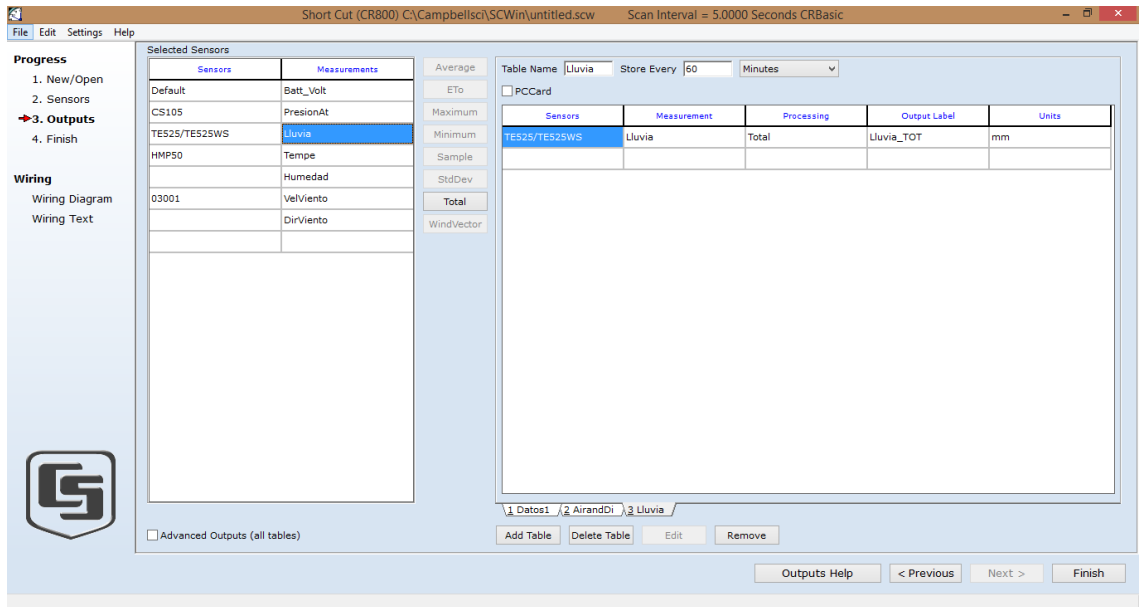 Short Cut (CR800) C:\Campbellsci\SCWin\untitled.scw Scan Interval = 5.0000 Seconds CRBasic
File Edit Settings Help
Progress
1. New/Open
2. Sensors
3. Outputs
4. Finish
Wiring
Wiring Diagram
Wiring Text
Selected Sensors
Sensors Measurements
Default Batt_Volt
CS105 PresionAt
TE525/TE525WS Lluvia
HMP50 Tempe
Humedad
03001 VelViento
DirViento
Advanced Outputs (all tables)
Average
ETo
Maximum
Minimum
Sample
StdDev
Total
WindVector
Table Name Lluvia Store Every 60 Minutes
PCCard
Sensors Measurement Processing Output Label Units
TE525/TE525WS Lluvia Total Lluvia_TOT mm
1 Datos1 2 AirandDi 3 Lluvia
Add Table Delete Table Edit Remove
Outputs Help < Previous Next > Finish